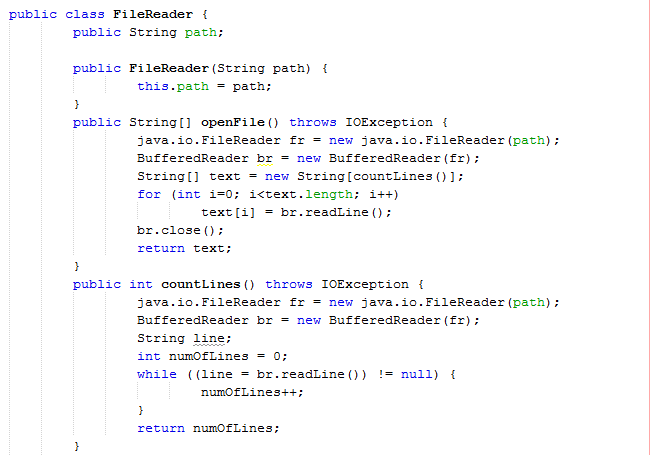 public class FileReader {
public String path;
public FileReader(String path) {
this.path = path;
}
public String[] openFile() throws IOException {
java.io.FileReader fr = new java.io.FileReader(path);
BufferedReader br = new BufferedReader(fr);
String[] text = new String[countLines()];
for (int i=0; i<text.length; i++)
text[i] = br.readLine();
br.close();
return text;
}
public int countLines() throws IOException {
java.io.FileReader fr = new java.io.FileReader(path);
BufferedReader br = new BufferedReader(fr);
String line;
int numOfLines = 0;
while ((line = br.readLine()) != null) {
numOfLines++;
}
return numOfLines;
}